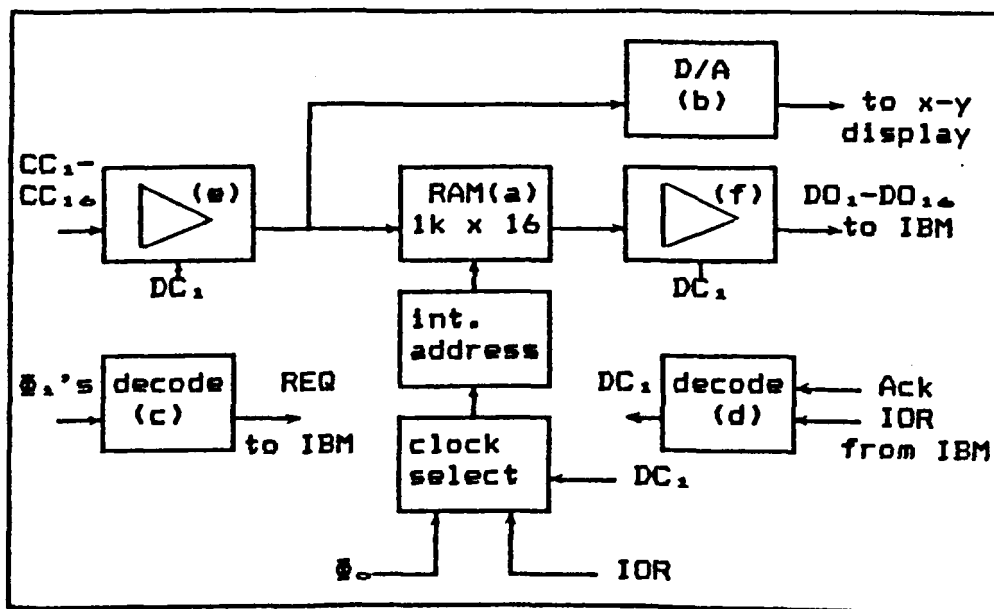 D/A
(b)
to x-y
display
CC₁-
CC₁₆
(e)
RAM(a)
1k x 16
(f)
DO₁-DO₁₆
to IBM
DC₁
DC₁
int.
address
Φ₁'s
decode
(c)
REQ
to IBM
DC₁
decode
(d)
Ack
IOR
from IBM
clock
select
DC₁
Φ₀
IOR